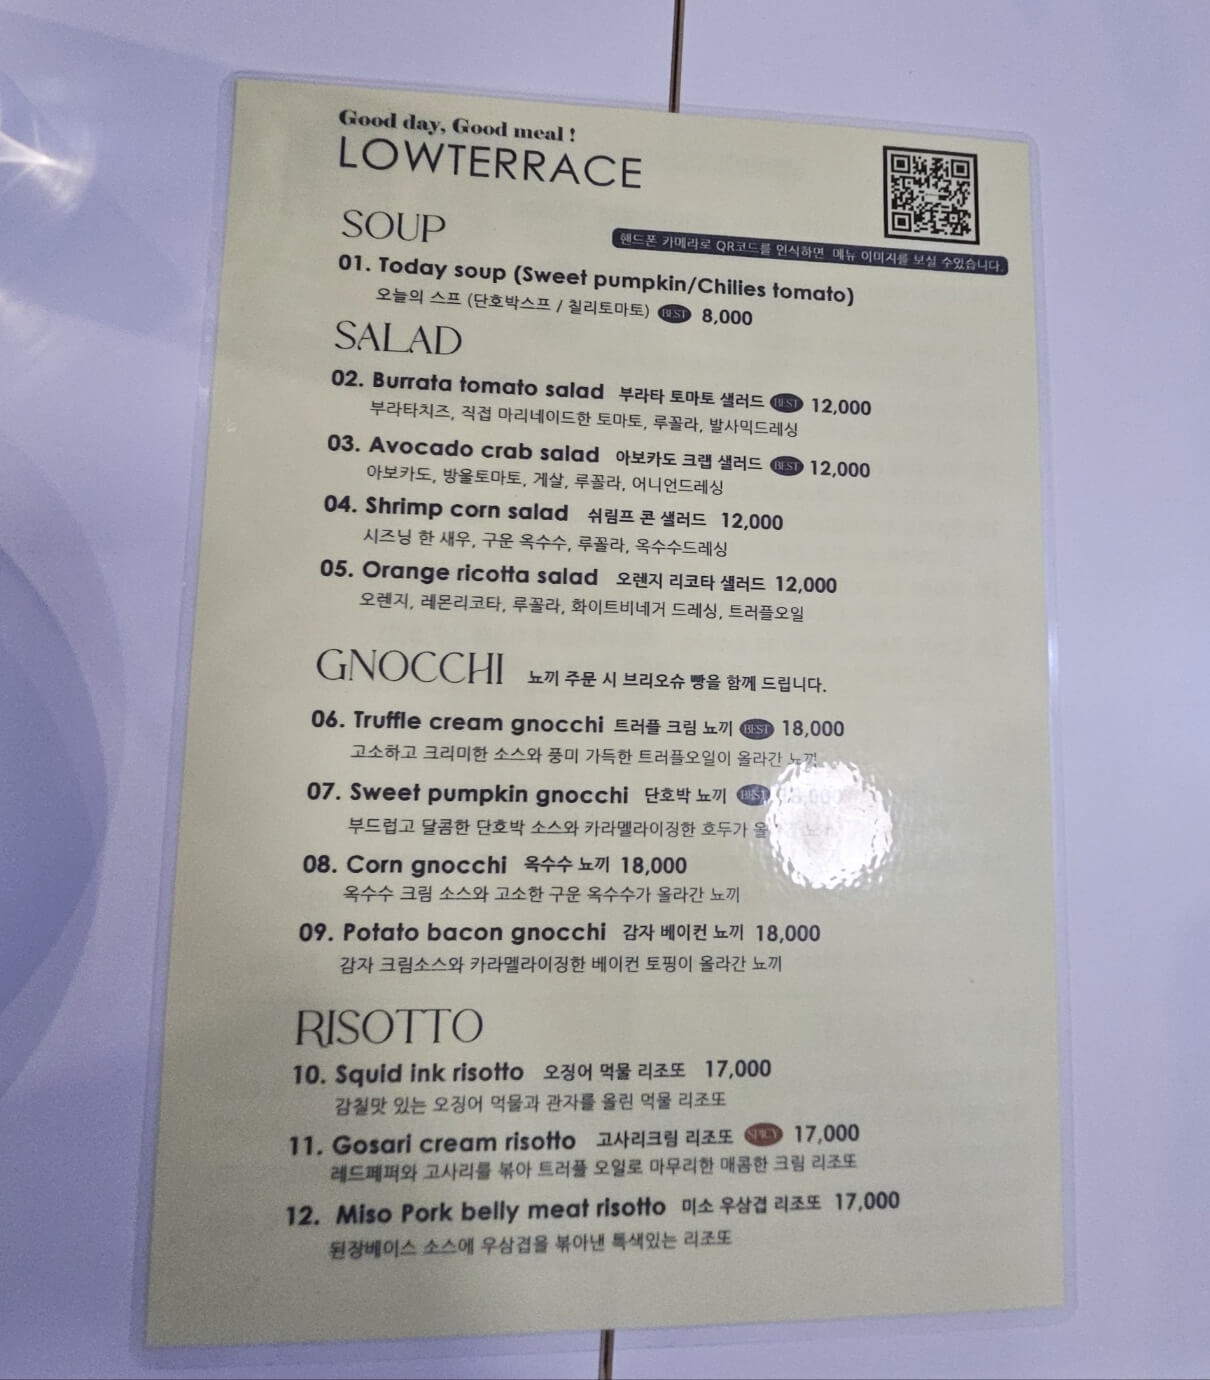 Good day, Good meal !
LOWTERRACE
SOUP
핸드폰 카메라로 QR코드를 인식하면 메뉴 이미지를 보실 수있습니다.
01. Today soup (Sweet pumpkin/Chilies tomato)
오늘의 스프 (단호박스프 / 칠리토마토) BEST 8,000
SALAD
02. Burrata tomato salad 부라타 토마토 샐러드 BEST 12,000
부라타치즈, 직접 마리네이드한 토마토, 루꼴라, 발사믹드레싱
03. Avocado crab salad 아보카도 크랩 샐러드 BEST 12,000
아보카도, 방울토마토, 게살, 루꼴라, 어니언드레싱
04. Shrimp corn salad 쉬림프 콘 샐러드 12,000
시즈닝 한 새우, 구운 옥수수, 루꼴라, 옥수수드레싱
05. Orange ricotta salad 오렌지 리코타 샐러드 12,000
오렌지, 레몬리코타, 루꼴라, 화이트비네거 드레싱, 트러플오일
GNOCCHI 뇨끼 주문 시 브리오슈 빵을 함께 드립니다.
06. Truffle cream gnocchi 트러플 크림 뇨끼 BEST 18,000
고소하고 크리미한 소스와 풍미 가득한 트러플오일이 올라간 뇨끼
07. Sweet pumpkin gnocchi 단호박 뇨끼 BEST
부드럽고 달콤한 단호박 소스와 카라멜라이징한 호두가
08. Corn gnocchi 옥수수 뇨끼 18,000
옥수수 크림 소스와 고소한 구운 옥수수가 올라간 뇨끼
09. Potato bacon gnocchi 감자 베이컨 뇨끼 18,000
감자 크림소스와 카라멜라이징한 베이컨 토핑이 올라간 뇨끼
RISOTTO
10. Squid ink risotto 오징어 먹물 리조또 17,000
감칠맛 있는 오징어 먹물과 관자를 올린 먹물 리조또
11. Gosari cream risotto 고사리크림 리조또 SPICY 17,000
레드페퍼와 고사리를 볶아 트러플 오일로 마무리한 매콤한 크림 리조또
12. Miso Pork belly meat risotto 미소 우삼겹 리조또 17,000
된장베이스 소스에 우삼겹을 볶아낸 특색있는 리조또